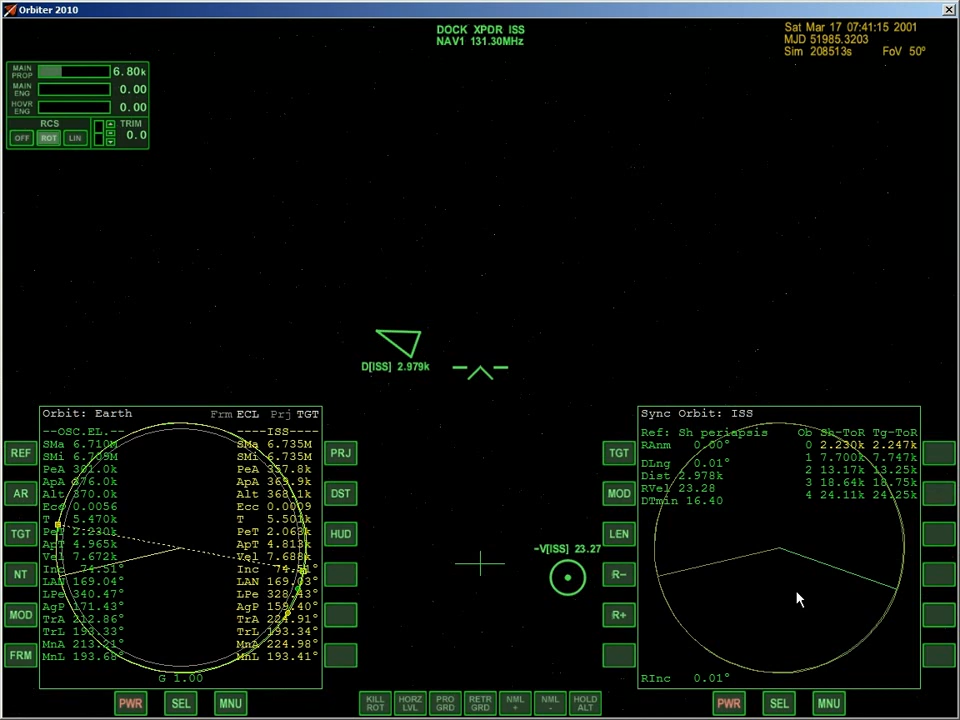 Orbiter 2010
DOCK XPDR ISS
NAV1 131.30MHz
Sat Mar 17 07:41:15 2001
MJD 51985.3203
Sim 208513s FoV 50°
MAIN PROP 6.80k
MAIN ENG 0.00
HOVR ENG 0.00
RCS TRIM
OFF ROT LIN 0.0
D[ISS] 2.979k
-V[ISS] 23.27
Orbit: Earth Frm ECL Prj TGT
--OSC.EL.-- ----ISS----
SMa 6.710M SMa 6.735M
SMi 6.709M SMi 6.735M
PeA 301.0k PeA 357.8k
ApA 376.0k ApA 369.9k
Alt 370.0k Alt 368.1k
Ecc 0.0056 Ecc 0.0009
T 5.470k T 5.501k
PeT 2.230k PeT 2.063k
ApT 4.965k ApT 4.813k
Vel 7.672k Vel 7.688k
Inc 74.51° Inc 74.51°
LAN 169.04° LAN 169.03°
LPe 340.47° LPe 328.43°
AgP 171.43° AgP 159.40°
TrA 212.86° TrA 224.91°
TrL 193.33° TrL 193.34°
MnA 213.21° MnA 224.98°
MnL 193.68° MnL 193.41°
G 1.00
REF
AR
TGT
NT
MOD
FRM
PRJ
DST
HUD
PWR SEL MNU
KILL ROT
HORZ LVL
PRO GRD
RETR GRD
NML +
NML -
HOLD ALT
Sync Orbit: ISS
Ref: Sh periapsis Ob Sh-ToR Tg-ToR
RAnm 0.00° 0 2.230k 2.247k
1 7.700k 7.747k
DLng 0.01° 2 13.17k 13.25k
Dist 2.978k 3 18.64k 18.75k
RVel 23.28 4 24.11k 24.25k
DTmin 16.40
RInc 0.01°
TGT
MOD
LEN
R-
R+
PWR SEL MNU